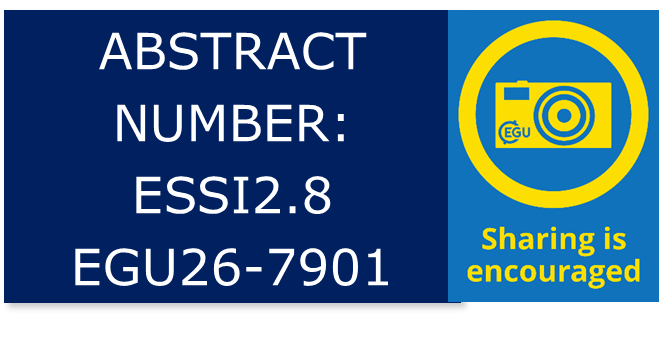 ABSTRACT
NUMBER:
ESSI2.8
EGU26-7901
EGU
Sharing is
encouraged